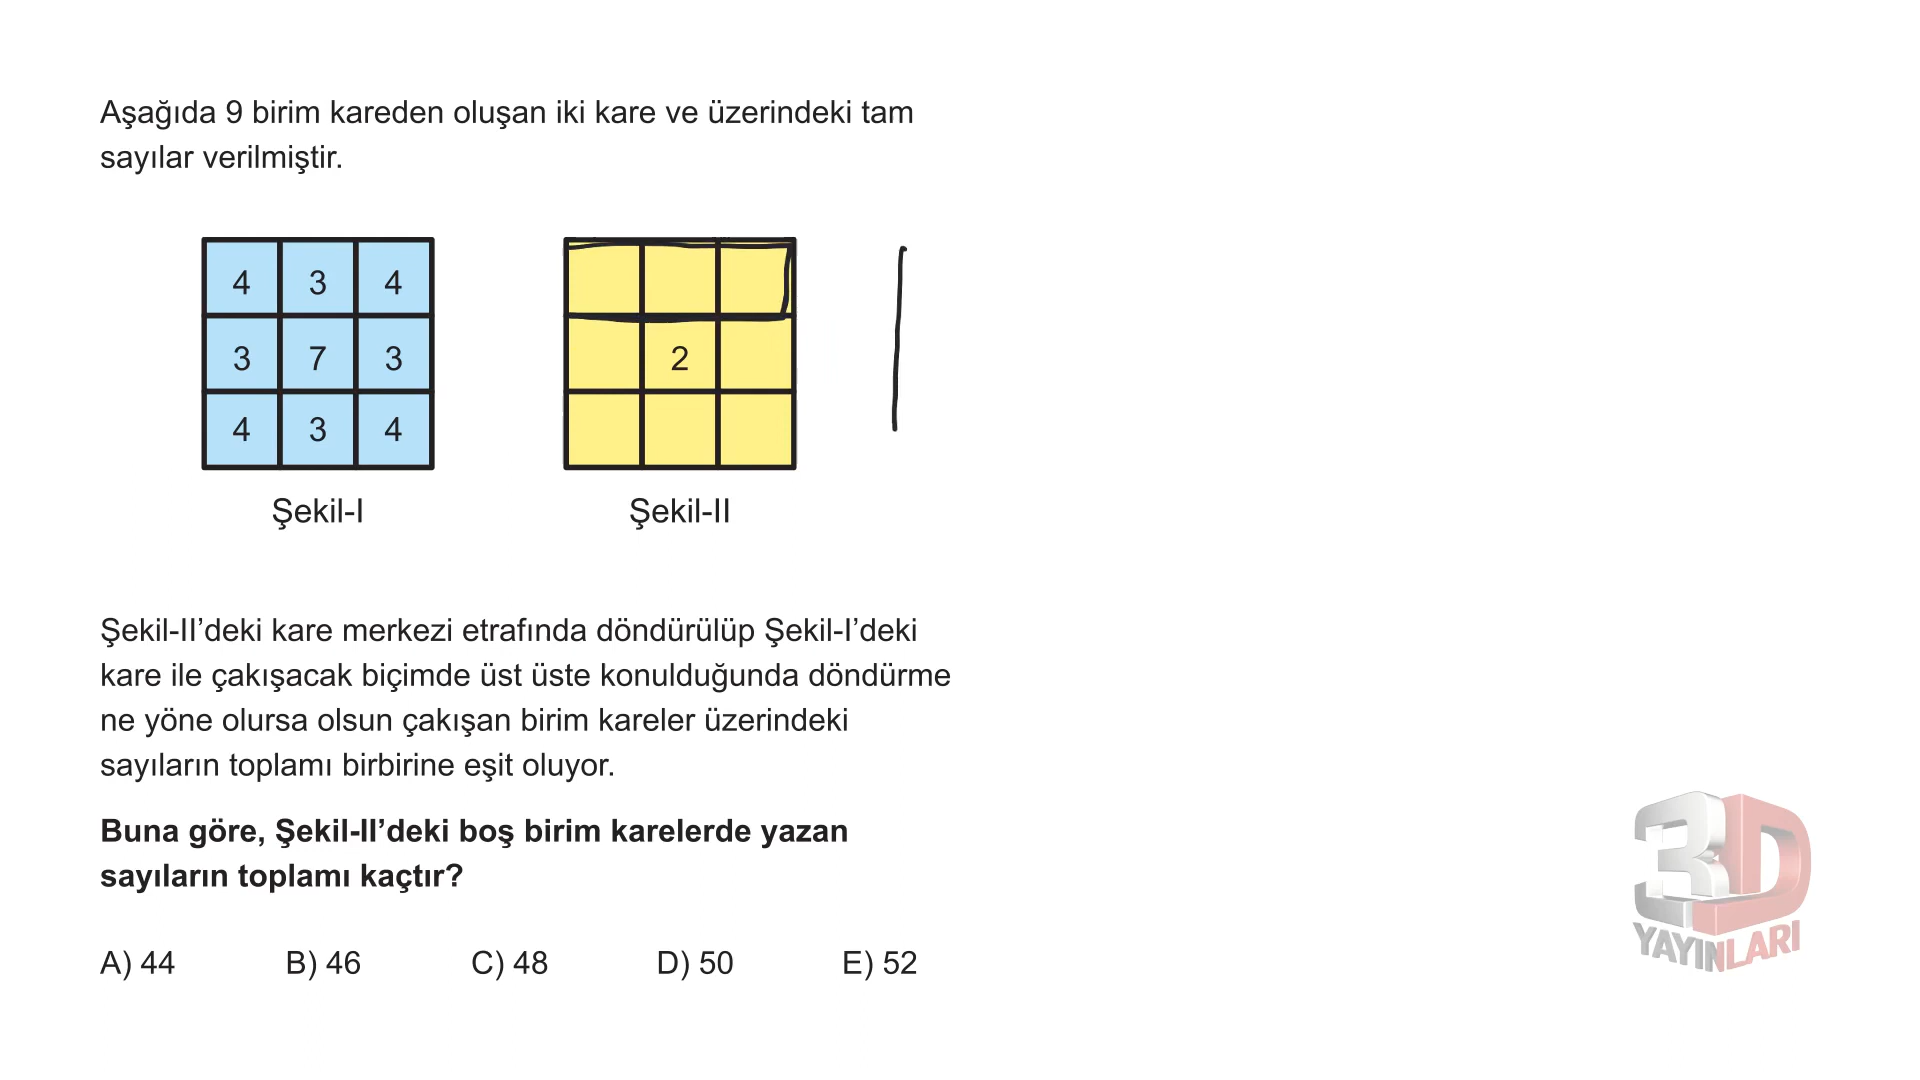 Aşağıda 9 birim kareden oluşan iki kare ve üzerindeki tam
sayılar verilmiştir.
4 3 4
3 7 3
4 3 4
2
Şekil-I
Şekil-II
Şekil-II’deki kare merkezi etrafında döndürülüp Şekil-I’deki
kare ile çakışacak biçimde üst üste konulduğunda döndürme
ne yöne olursa olsun çakışan birim kareler üzerindeki
sayıların toplamı birbirine eşit oluyor.
Buna göre, Şekil-II’deki boş birim karelerde yazan
sayıların toplamı kaçtır?
A) 44 B) 46 C) 48 D) 50 E) 52
3D
YAYINLARI